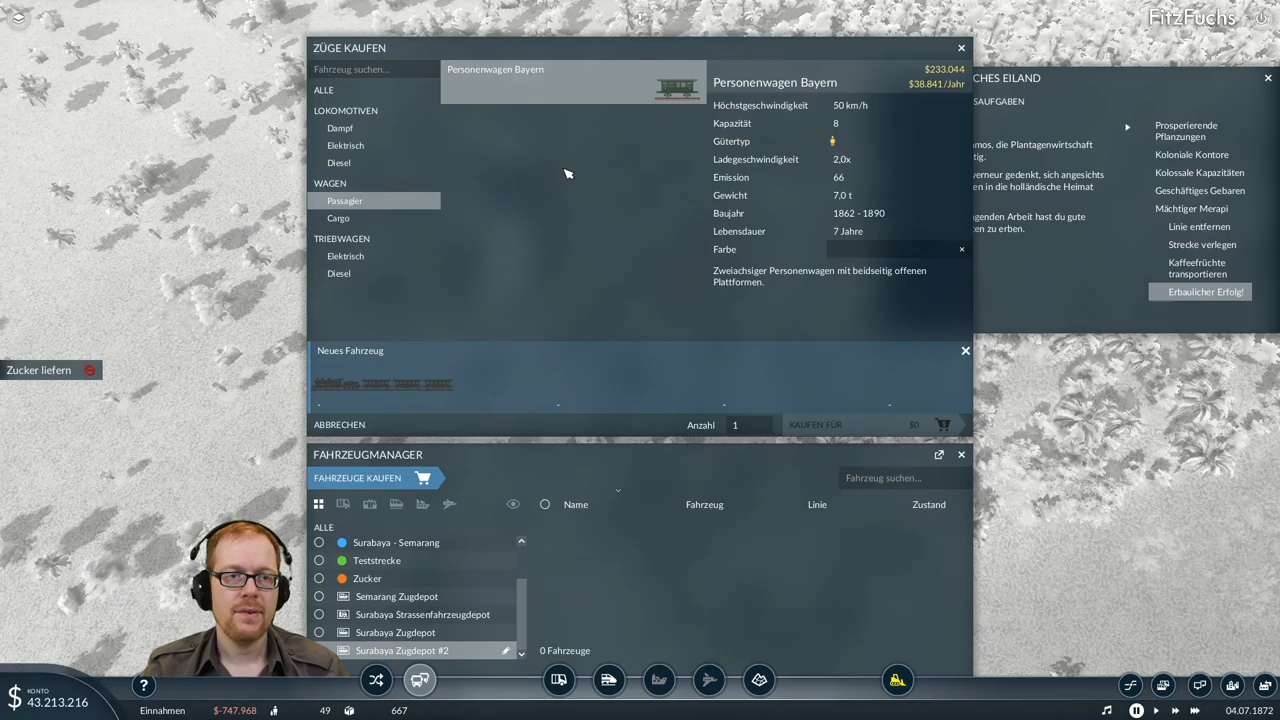 FitzFuchs
ZÜGE KAUFEN
Fahrzeug suchen...
ALLE
LOKOMOTIVEN
Dampf
Elektrisch
Diesel
WAGEN
Passagier
Cargo
TRIEBWAGEN
Elektrisch
Diesel
Personenwagen Bayern
$233.044
Personenwagen Bayern
$38.841/Jahr
Höchstgeschwindigkeit 50 km/h
Kapazität 8
Gütertyp
Ladegeschwindigkeit 2,0x
Emission 66
Gewicht 7,0 t
Baujahr 1862 - 1890
Lebensdauer 7 Jahre
Farbe
Zweiachsiger Personenwagen mit beidseitig offenen
Plattformen.
Neues Fahrzeug
- - - -
ABBRECHEN
Anzahl 1
KAUFEN FÜR $0
CHES EILAND
SAUFGABEN
mos, die Plantagenwirtschaft
tig.
verneur gedenkt, sich angesichts
en in die holländische Heimat
ngenden Arbeit hast du gute
zen zu erben.
Prosperierende
Pflanzungen
Koloniale Kontore
Kolossale Kapazitäten
Geschäftiges Gebaren
Mächtiger Merapi
Linie entfernen
Strecke verlegen
Kaffeefrüchte
transportieren
Erbaulicher Erfolg!
Zucker liefern
FAHRZEUGMANAGER
FAHRZEUGE KAUFEN
Fahrzeug suchen...
Name Fahrzeug Linie Zustand
ALLE
Surabaya - Semarang
Teststrecke
Zucker
Semarang Zugdepot
Surabaya Strassenfahrzeugdepot
Surabaya Zugdepot
Surabaya Zugdepot #2
0 Fahrzeuge
?
$ KONTO
43.213.216
Einnahmen $-747.968 49 667
04.07.1872